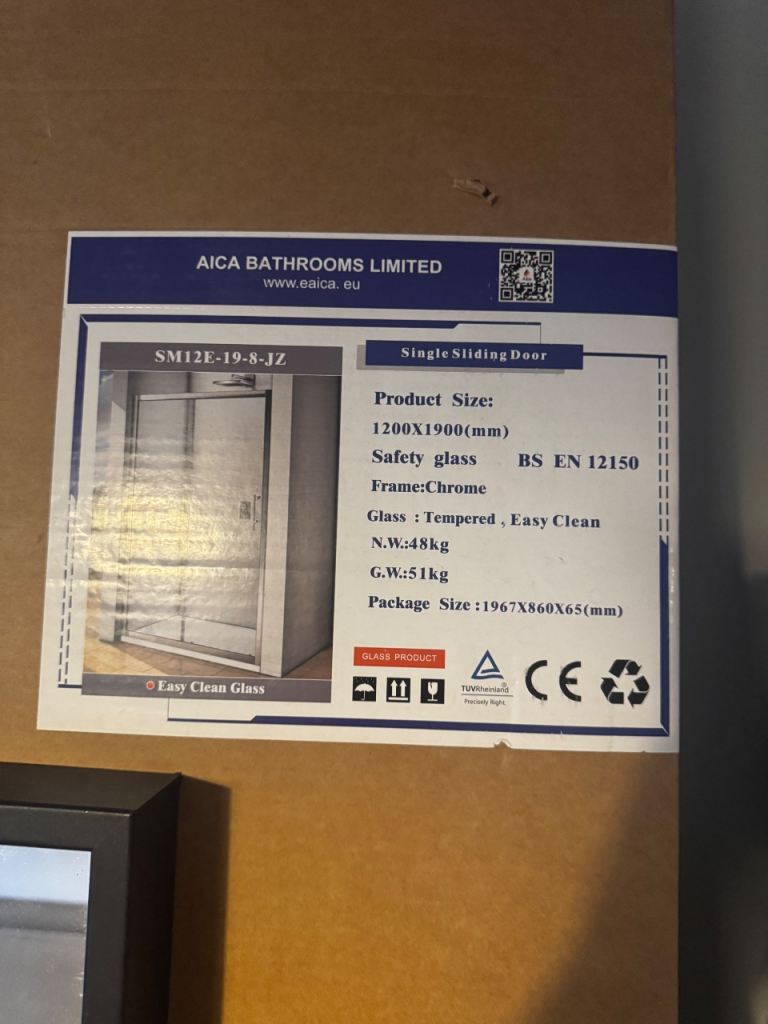 AICA BATHROOMS LIMITED
www.eaica. eu
SM12E-19-8-JZ
Single Sliding Door
Product Size:
1200X1900(mm)
Safety glass BS EN 12150
Frame:Chrome
Glass : Tempered , Easy Clean
N.W.:48kg
G.W.:51kg
Package Size :1967X860X65(mm)
Easy Clean Glass
GLASS PRODUCT
TÜVRheinland®
Precisely Right.
CE